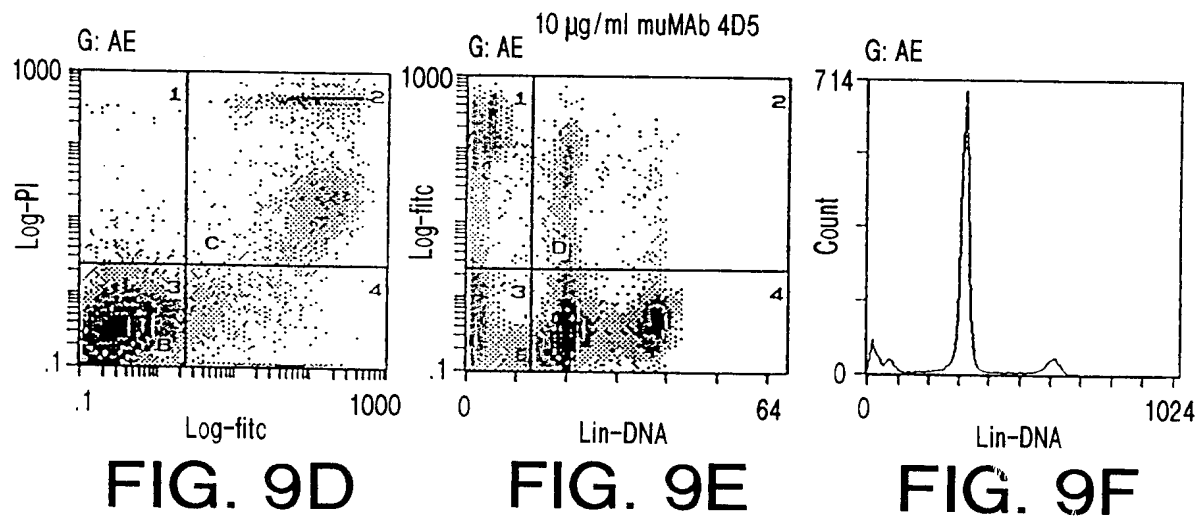 10 µg/ml muMAb 4D5
G: AE
1000
Log-PI
.1
1
2
C
3
4
B
.1
1000
Log-fitc
FIG. 9D
G: AE
1000
Log-fitc
.1
1
2
D
3
4
E
0
64
Lin-DNA
FIG. 9E
G: AE
714
Count
0
0
1024
Lin-DNA
FIG. 9F